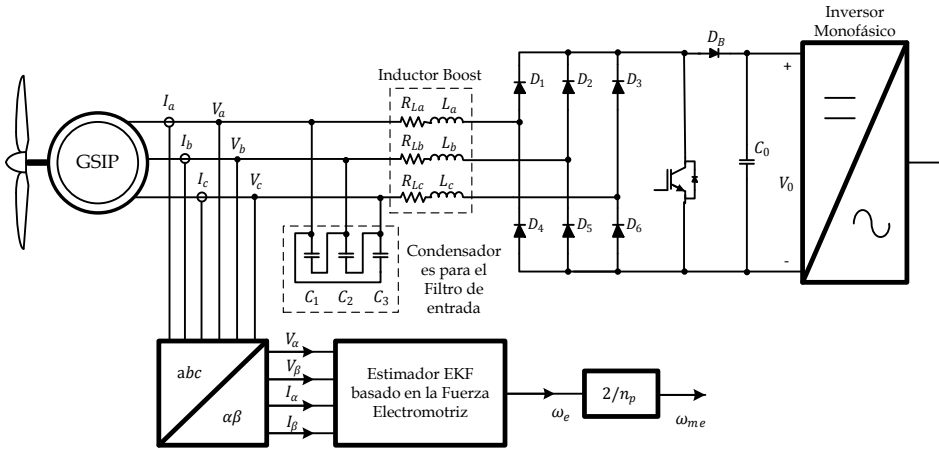 Inversor
Monofásico
D_B
Inductor Boost
D_1
D_2
D_3
I_a
V_a
R_La
L_a
+
I_b
V_b
R_Lb
L_b
GSIP
C_0
I_c
V_c
R_Lc
L_c
V_0
D_4
D_5
D_6
Condensador
es para el
Filtro de
entrada
-
C_1
C_2
C_3
abc
αβ
V_α
V_β
I_α
I_β
Estimador EKF
basado en la Fuerza
Electromotriz
ω_e
2/n_p
ω_me